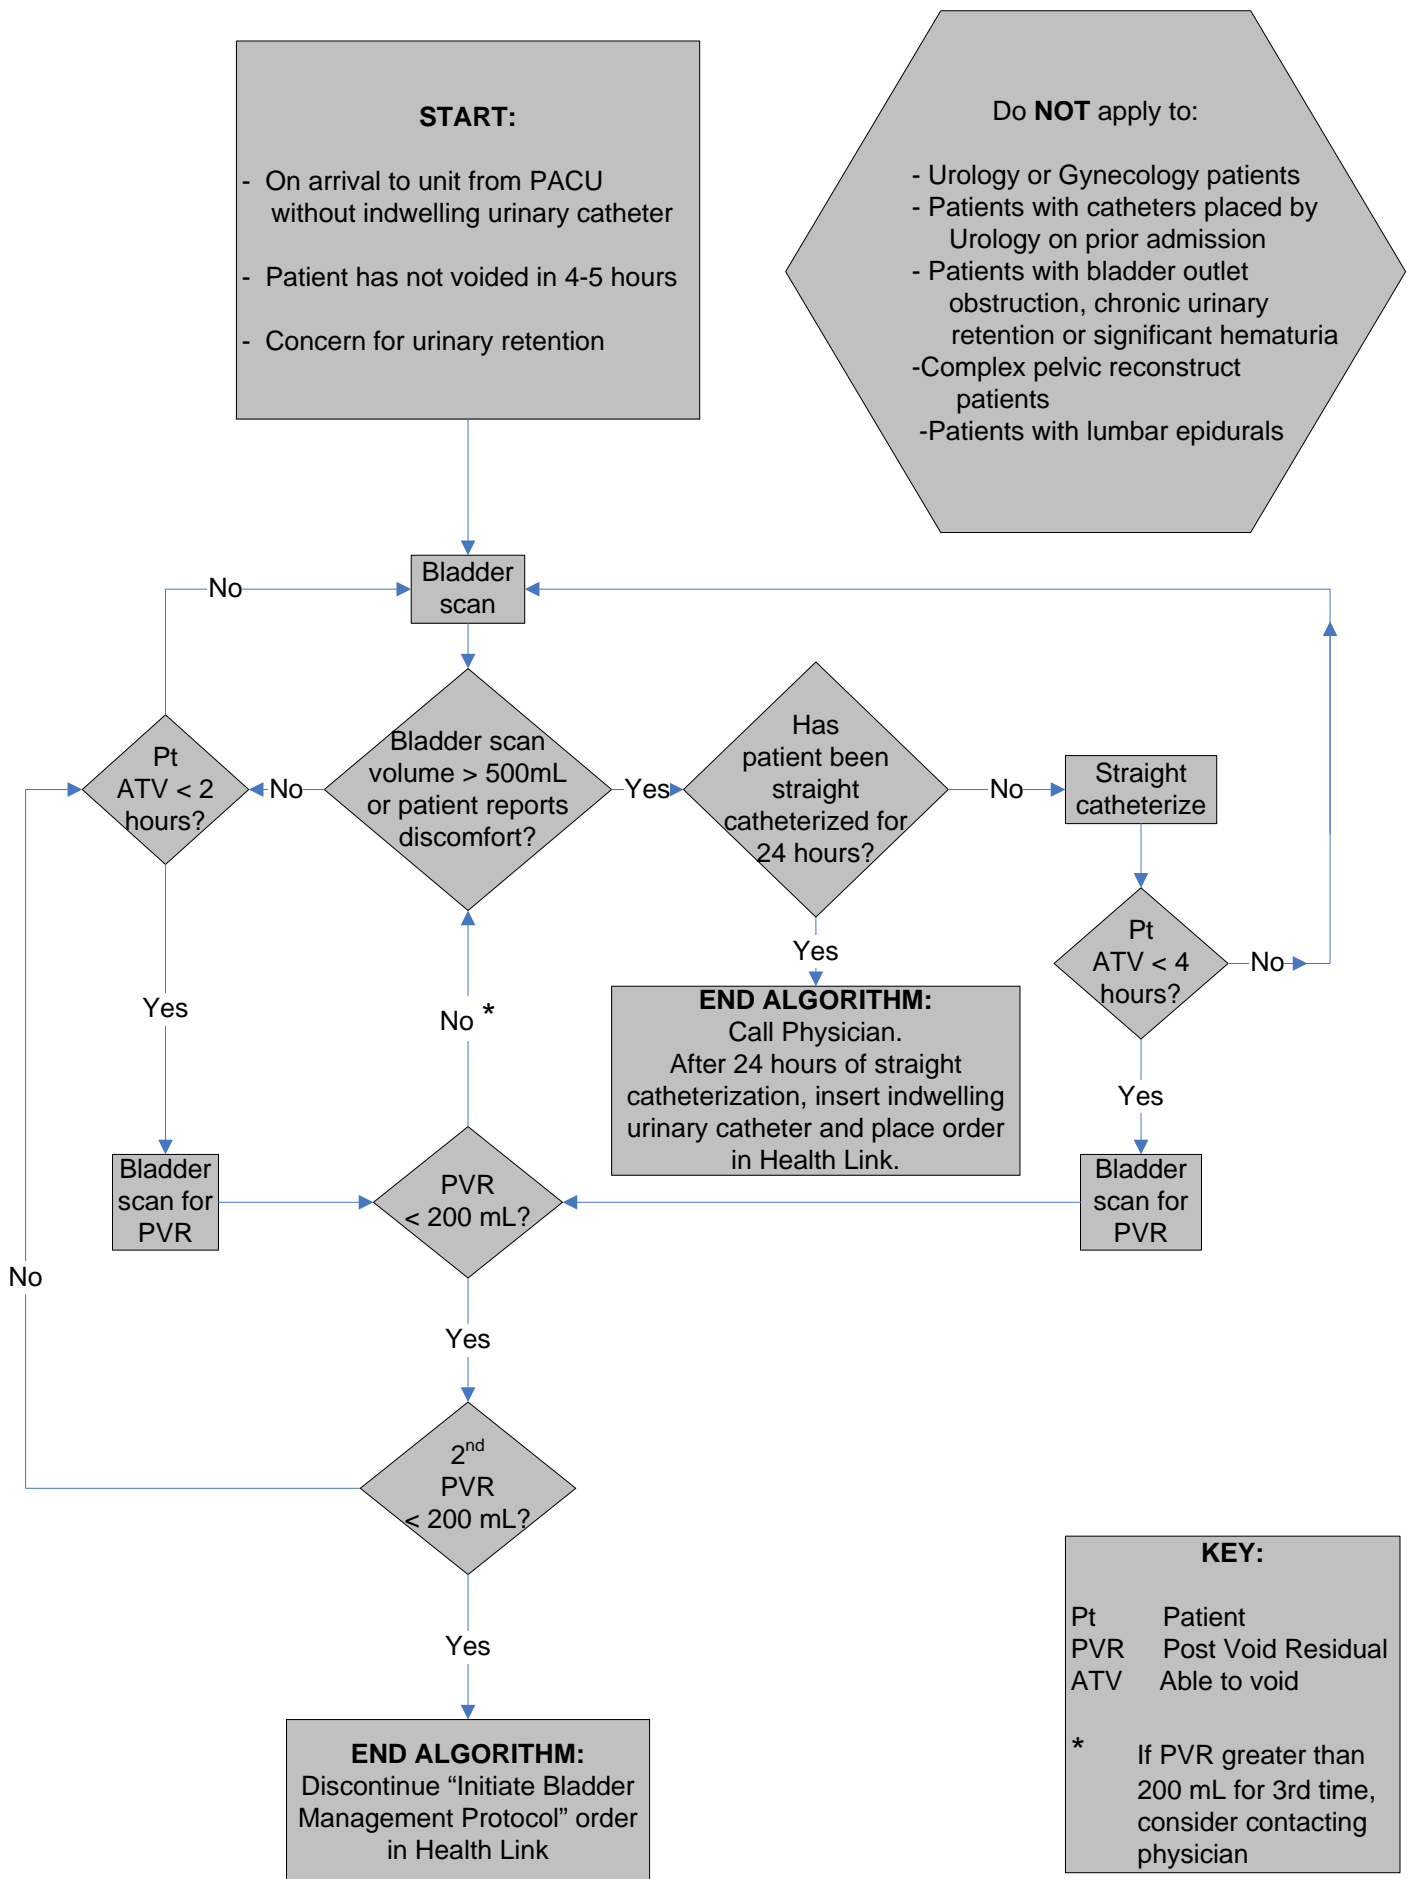 START:
- On arrival to unit from PACU
without indwelling urinary catheter
- Patient has not voided in 4-5 hours
- Concern for urinary retention
Do NOT apply to:
- Urology or Gynecology patients
- Patients with catheters placed by
Urology on prior admission
- Patients with bladder outlet
obstruction, chronic urinary
retention or significant hematuria
-Complex pelvic reconstruct
patients
-Patients with lumbar epidurals
Bladder
scan
No
Bladder scan
volume > 500mL
or patient reports
discomfort?
No
Pt
ATV < 2
hours?
Yes
Has
patient been
straight
catheterized for
24 hours?
No
Straight
catheterize
Pt
ATV < 4
hours?
No
Yes
END ALGORITHM:
Call Physician.
After 24 hours of straight
catheterization, insert indwelling
urinary catheter and place order
in Health Link.
Yes
No *
Yes
Bladder
scan for
PVR
PVR
< 200 mL?
Bladder
scan for
PVR
No
Yes
2nd
PVR
< 200 mL?
Yes
END ALGORITHM:
Discontinue “Initiate Bladder
Management Protocol” order
in Health Link
KEY:
Pt Patient
PVR Post Void Residual
ATV Able to void
* If PVR greater than
200 mL for 3rd time,
consider contacting
physician